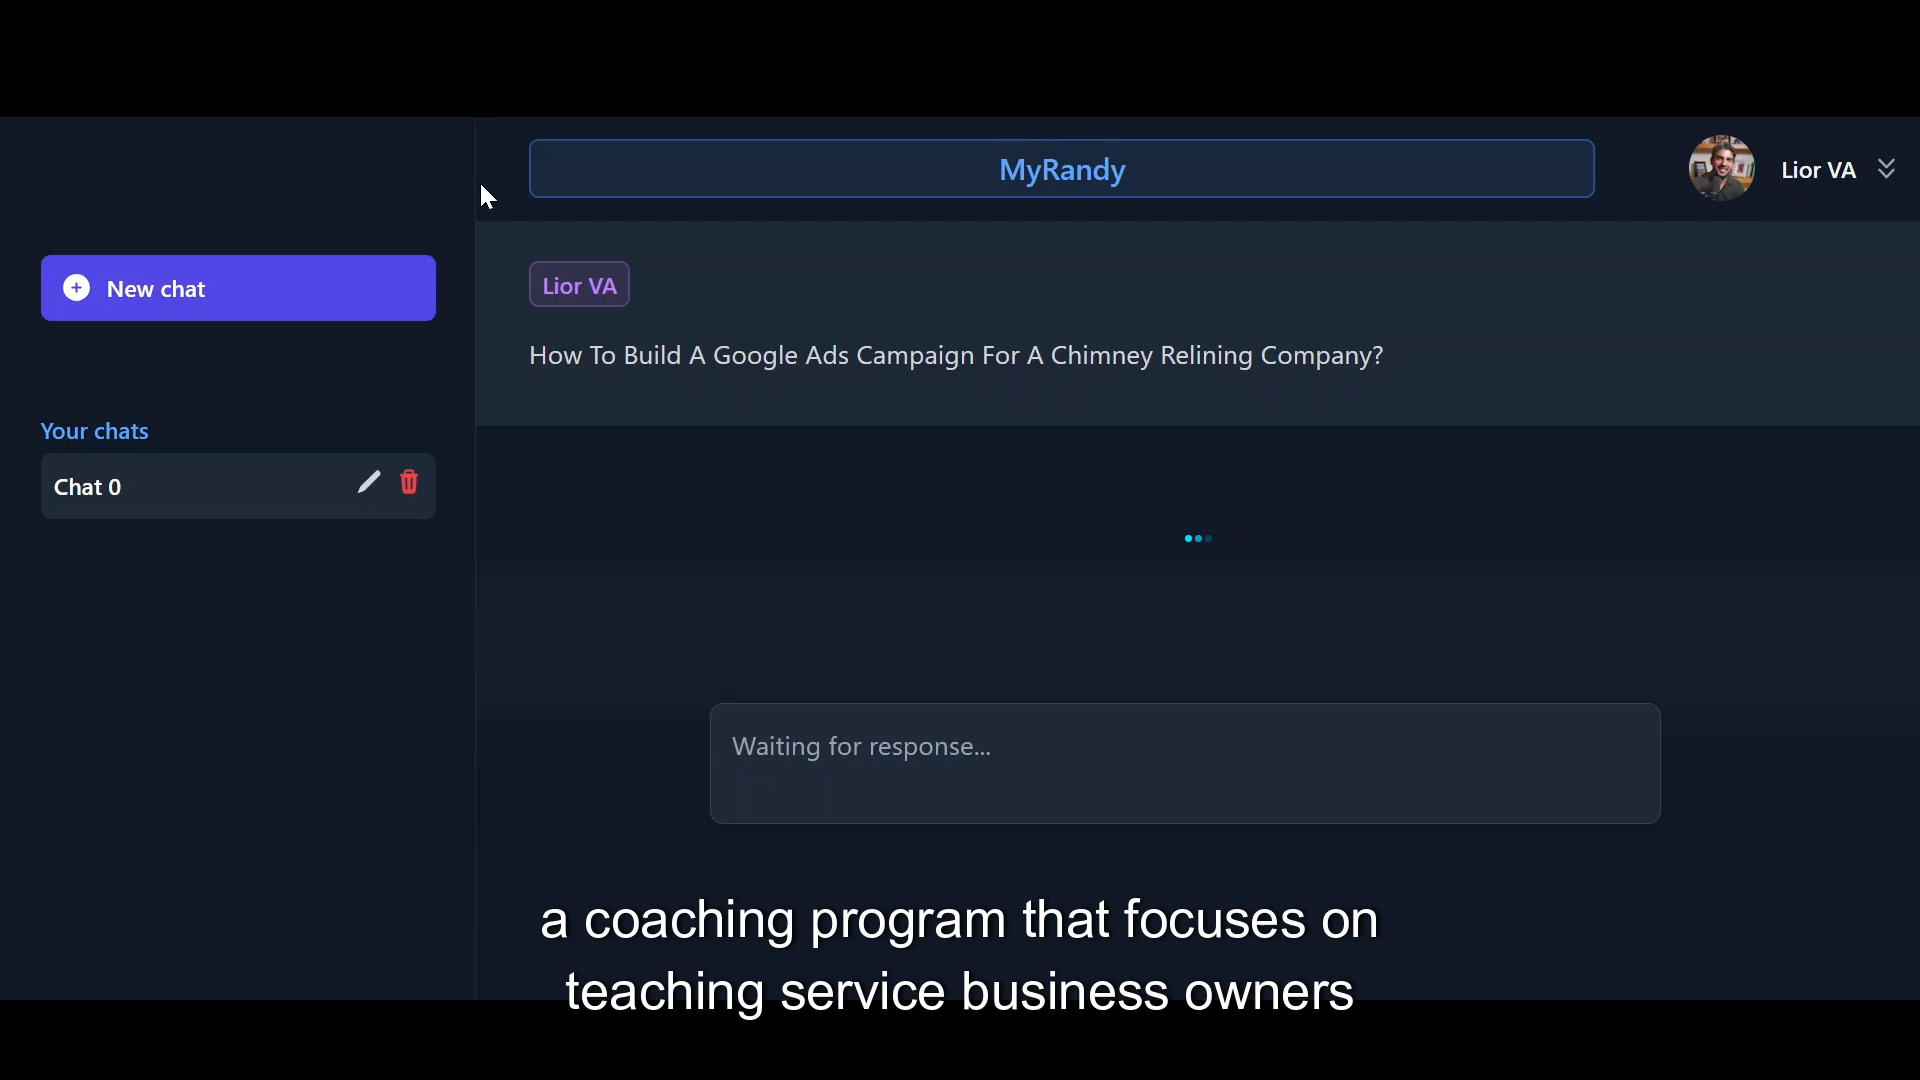 MyRandy
Lior VA
New chat
Lior VA
How To Build A Google Ads Campaign For A Chimney Relining Company?
Your chats
Chat 0
Waiting for response...
a coaching program that focuses on
teaching service business owners